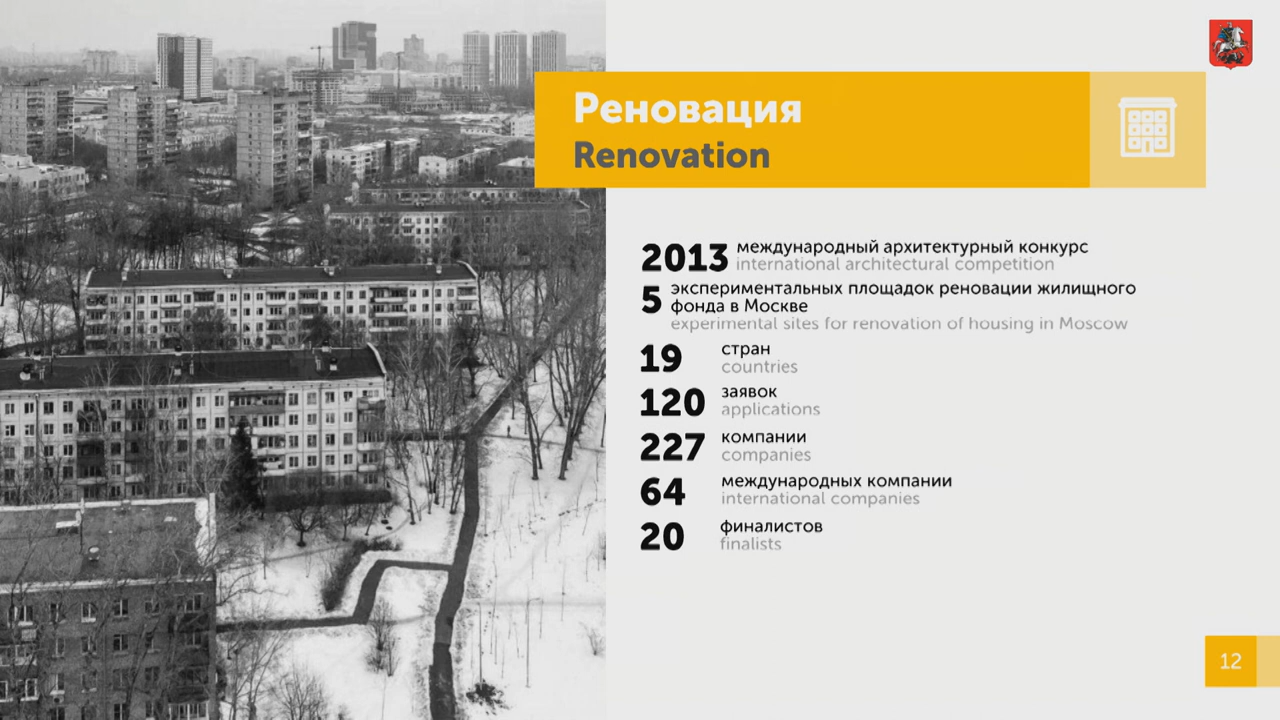 Реновация
Renovation
2013 международный архитектурный конкурс
international architectural competition
5 экспериментальных площадок реновации жилищного
фонда в Москве
experimental sites for renovation of housing in Moscow
19 стран
countries
120 заявок
applications
227 компании
companies
64 международных компании
international companies
20 финалистов
finalists
12